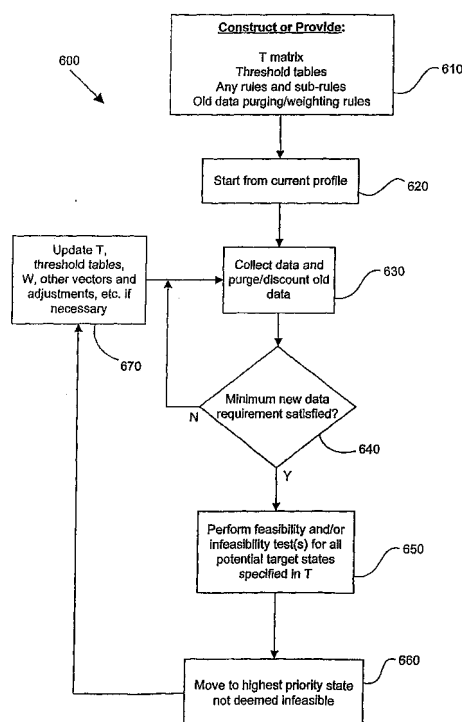 600
Construct or Provide:
T matrix
Threshold tables
Any rules and sub-rules
Old data purging/weighting rules
610
Start from current profile
620
Update T,
threshold tables,
W, other vectors and
adjustments, etc. if
necessary
670
Collect data and
purge/discount old
data
630
Minimum new data
requirement satisfied?
N
640
Y
Perform feasibility and/or
infeasibility test(s) for all
potential target states
specified in T
650
Move to highest priority state
not deemed infeasible
660